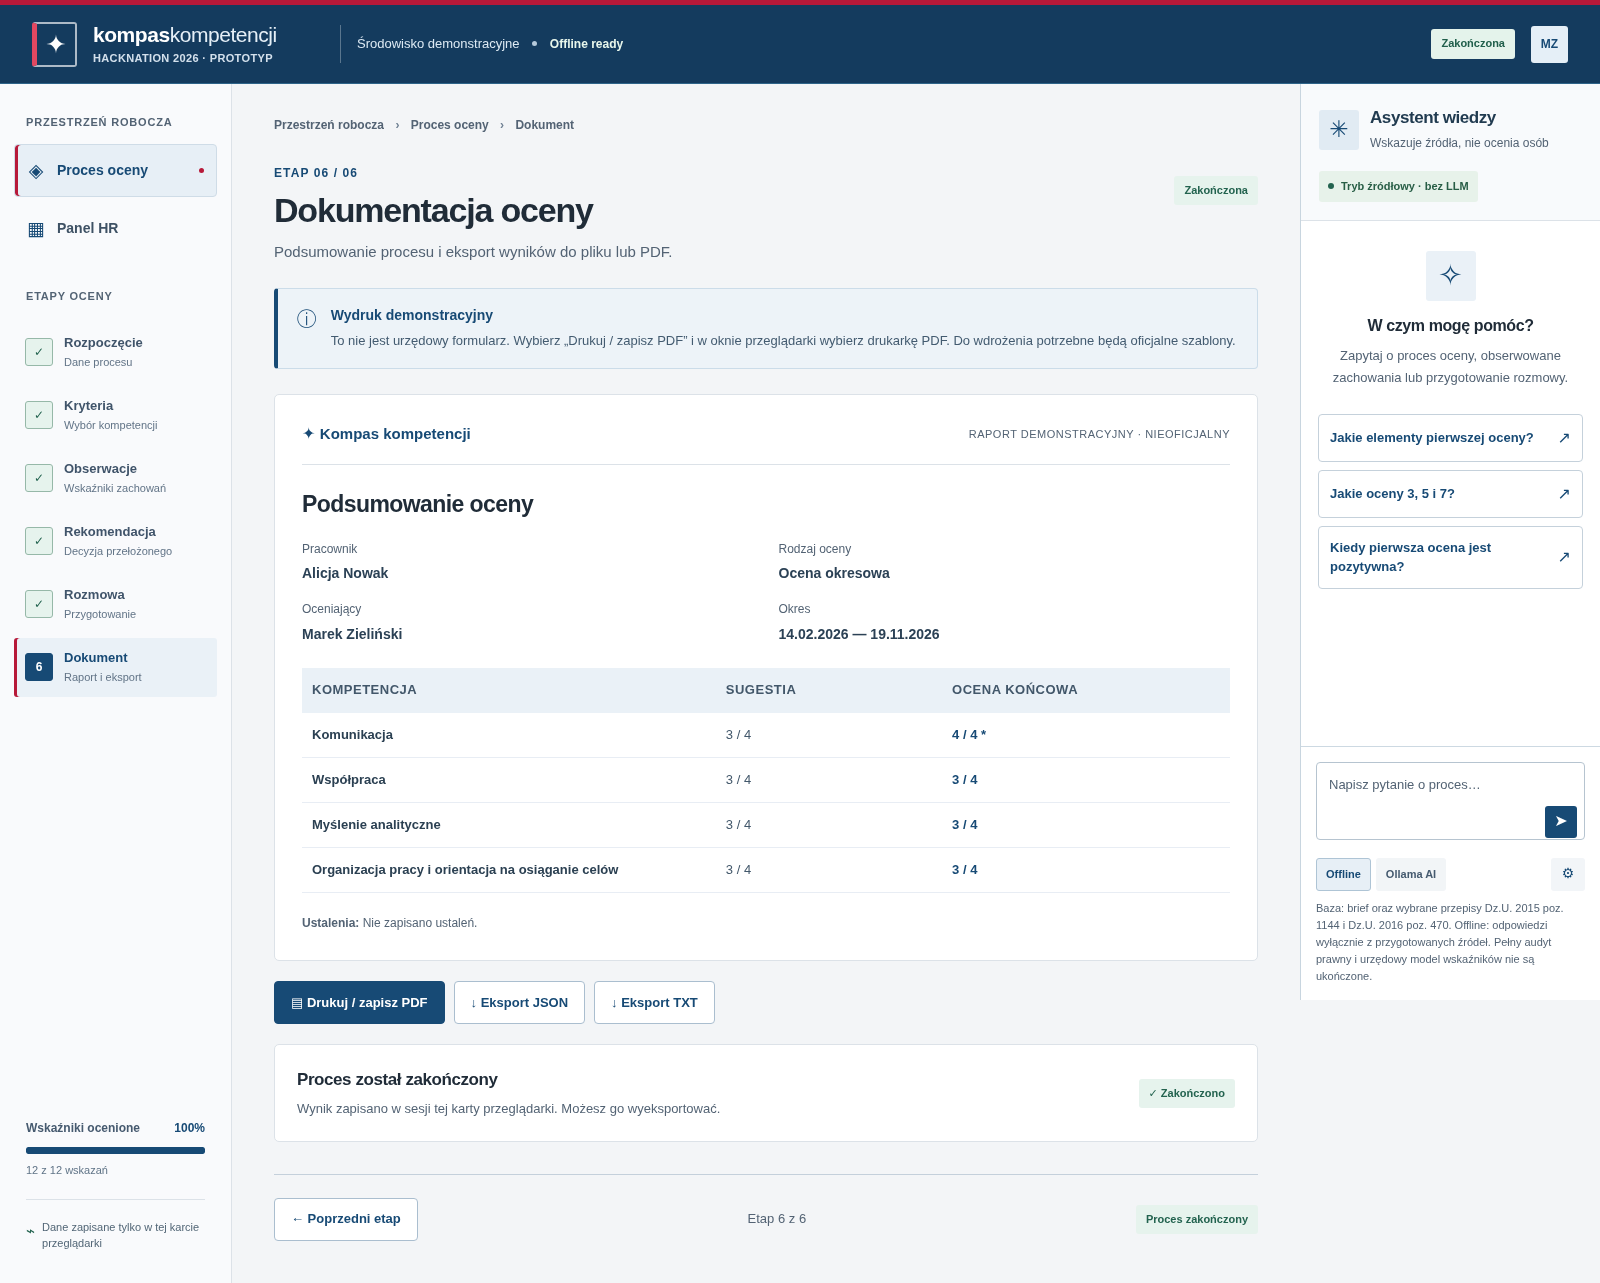 kompaskompetencji
HACKNATION 2026 · PROTOTYP
Środowisko demonstracyjne
Offline ready
Zakończona
MZ
PRZESTRZEŃ ROBOCZA
Proces oceny
Panel HR
ETAPY OCENY
✓ Rozpoczęcie
Dane procesu
✓ Kryteria
Wybór kompetencji
✓ Obserwacje
Wskaźniki zachowań
✓ Rekomendacja
Decyzja przełożonego
✓ Rozmowa
Przygotowanie
6 Dokument
Raport i eksport
Wskaźniki ocenione 100%
12 z 12 wskazań
Dane zapisane tylko w tej karcie
przeglądarki
Przestrzeń robocza › Proces oceny › Dokument
ETAP 06 / 06
Dokumentacja oceny
Zakończona
Podsumowanie procesu i eksport wyników do pliku lub PDF.
Wydruk demonstracyjny
To nie jest urzędowy formularz. Wybierz „Drukuj / zapisz PDF” i w oknie przeglądarki wybierz drukarkę PDF. Do wdrożenia potrzebne będą oficjalne szablony.
✦ Kompas kompetencji
RAPORT DEMONSTRACYJNY · NIEOFICJALNY
Podsumowanie oceny
Pracownik
Alicja Nowak
Rodzaj oceny
Ocena okresowa
Oceniający
Marek Zieliński
Okres
14.02.2026 — 19.11.2026
KOMPETENCJA SUGESTIA OCENA KOŃCOWA
Komunikacja 3 / 4 4 / 4 *
Współpraca 3 / 4 3 / 4
Myślenie analityczne 3 / 4 3 / 4
Organizacja pracy i orientacja na osiąganie celów 3 / 4 3 / 4
Ustalenia: Nie zapisano ustaleń.
▤ Drukuj / zapisz PDF
↓ Eksport JSON
↓ Eksport TXT
Proces został zakończony
Wynik zapisano w sesji tej karty przeglądarki. Możesz go wyeksportować.
✓ Zakończono
← Poprzedni etap
Etap 6 z 6
Proces zakończony
Asystent wiedzy
Wskazuje źródła, nie ocenia osób
Tryb źródłowy · bez LLM
W czym mogę pomóc?
Zapytaj o proces oceny, obserwowane
zachowania lub przygotowanie rozmowy.
Jakie elementy pierwszej oceny? ↗
Jakie oceny 3, 5 i 7? ↗
Kiedy pierwsza ocena jest
pozytywna? ↗
Napisz pytanie o proces…
Offline
Ollama AI
Baza: brief oraz wybrane przepisy Dz.U. 2015 poz.
1144 i Dz.U. 2016 poz. 470. Offline: odpowiedzi
wyłącznie z przygotowanych źródeł. Pełny audyt
prawny i urzędowy model wskaźników nie są
ukończone.